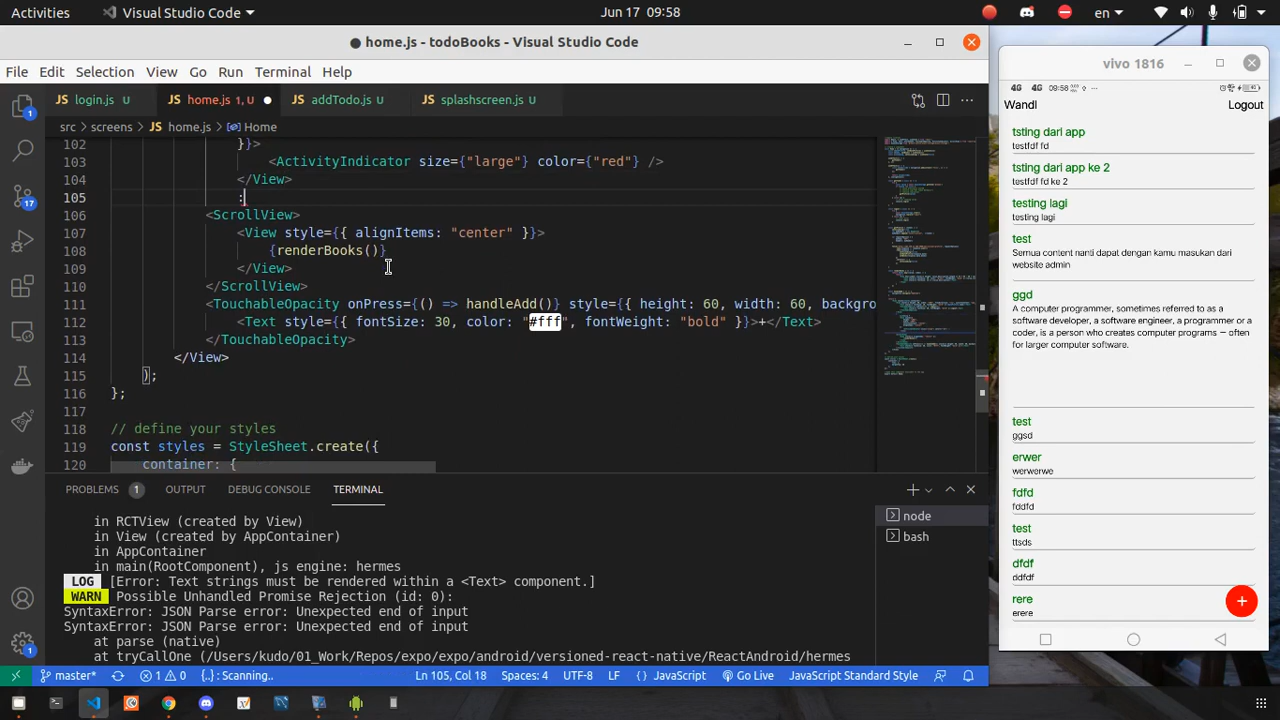 Activities
Visual Studio Code
Jun 17 09:58
en
● home.js - todoBooks - Visual Studio Code
File Edit Selection View Go Run Terminal Help
JS login.js U
JS home.js 1, U ●
JS addTodo.js U
JS splashscreen.js U
src > screens > JS home.js > Home
102 }}>
103 <ActivityIndicator size={"large"} color={"red"} />
104 </View>
105 :
106 <ScrollView>
107 <View style={{ alignItems: "center" }}>
108 {renderBooks()}
109 </View>
110 </ScrollView>
111 <TouchableOpacity onPress={() => handleAdd()} style={{ height: 60, width: 60, backgro
112 <Text style={{ fontSize: 30, color: "#fff", fontWeight: "bold" }}>+</Text>
113 </TouchableOpacity>
114 </View>
115 );
116 };
117
118 // define your styles
119 const styles = StyleSheet.create({
120 container: {
PROBLEMS 1 OUTPUT DEBUG CONSOLE TERMINAL
in RCTView (created by View)
in View (created by AppContainer)
in AppContainer
in main(RootComponent), js engine: hermes
LOG [Error: Text strings must be rendered within a <Text> component.]
WARN Possible Unhandled Promise Rejection (id: 0):
SyntaxError: JSON Parse error: Unexpected end of input
SyntaxError: JSON Parse error: Unexpected end of input
at parse (native)
at tryCallOne (/Users/kudo/01_Work/Repos/expo/expo/android/versioned-react-native/ReactAndroid/hermes
node
bash
1
17
1
master* 1 0 {..}: Scanning.. Ln 105, Col 18 Spaces: 4 UTF-8 LF JavaScript Go Live JavaScript Standard Style
vivo 1816
4G 4G 09:58
Wandi Logout
tsting dari app
testfdf fd
tsting dari app ke 2
testfdf fd ke 2
testing lagi
testing lagi
test
Semua content nanti dapat dengan kamu masukan dari
website admin
ggd
A computer programmer, sometimes referred to as a
software developer, a software engineer, a programmer or a
coder, is a person who creates computer programs — often
for larger computer software.
test
ggsd
erwer
werwerwe
fdfd
fddfd
test
ttsds
dfdf
ddfdf
rere
erere
+